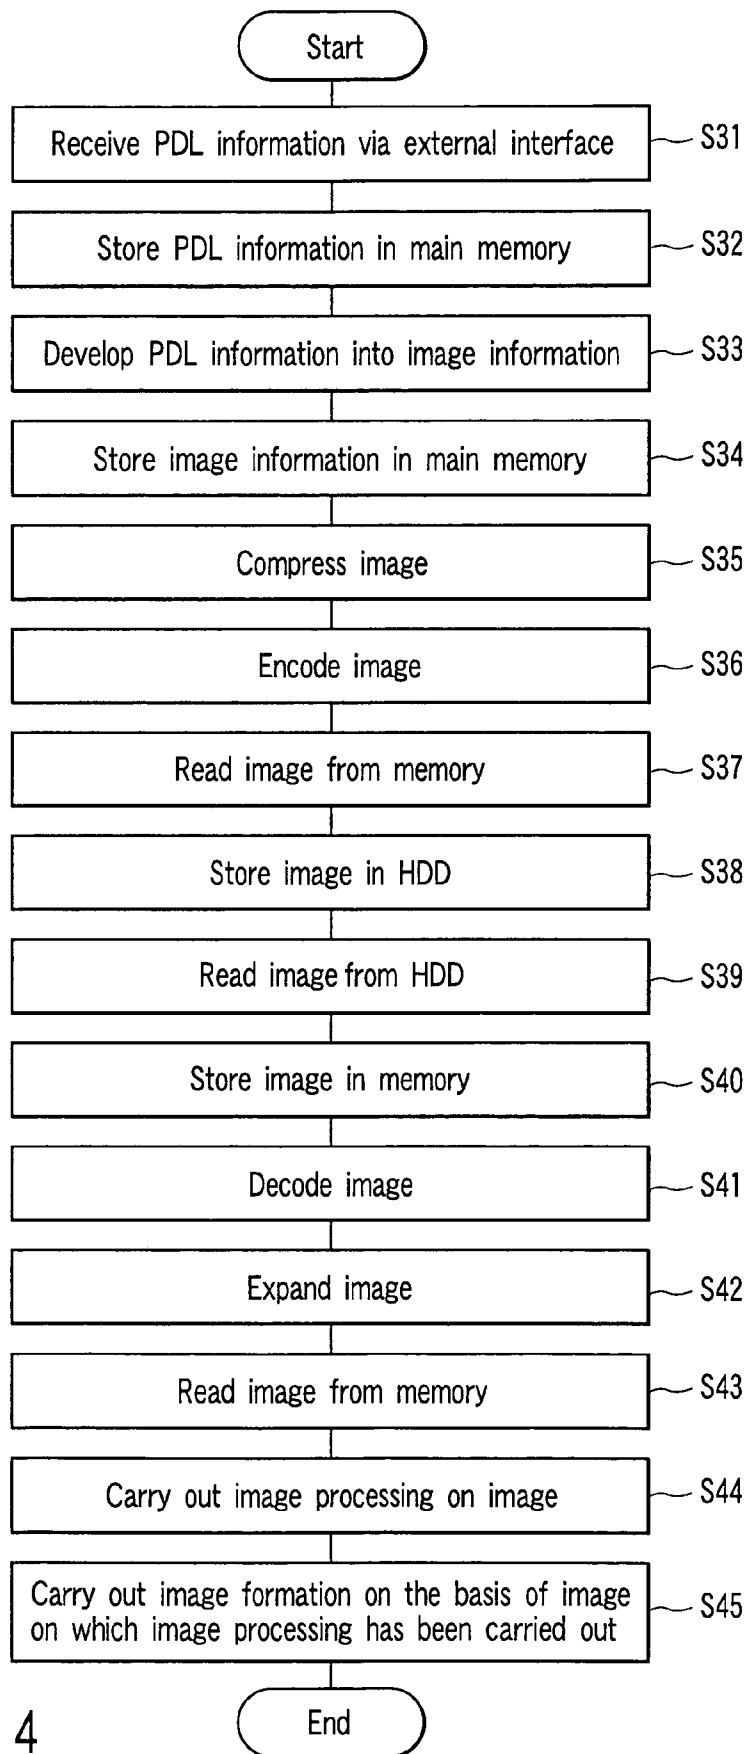 Start
Receive PDL information via external interface
S31
Store PDL information in main memory
S32
Develop PDL information into image information
S33
Store image information in main memory
S34
Compress image
S35
Encode image
S36
Read image from memory
S37
Store image in HDD
S38
Read image from HDD
S39
Store image in memory
S40
Decode image
S41
Expand image
S42
Read image from memory
S43
Carry out image processing on image
S44
Carry out image formation on the basis of image
on which image processing has been carried out
S45
End
4